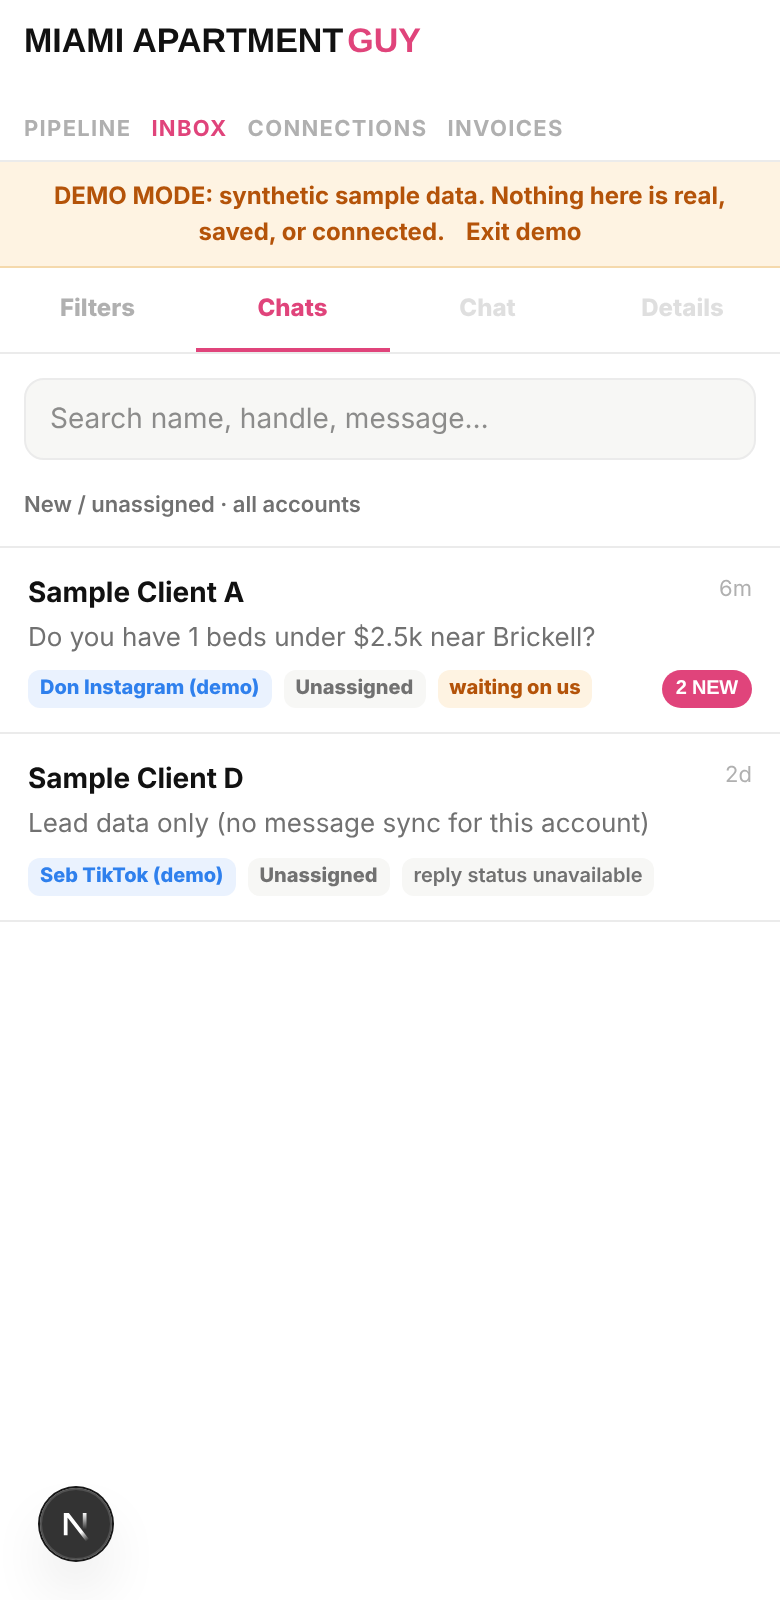 MIAMI APARTMENT GUY
PIPELINE INBOX CONNECTIONS INVOICES
DEMO MODE: synthetic sample data. Nothing here is real,
saved, or connected. Exit demo
Filters Chats Chat Details
Search name, handle, message...
New / unassigned · all accounts
Sample Client A 6m
Do you have 1 beds under $2.5k near Brickell?
Don Instagram (demo) Unassigned waiting on us 2 NEW
Sample Client D 2d
Lead data only (no message sync for this account)
Seb TikTok (demo) Unassigned reply status unavailable
N